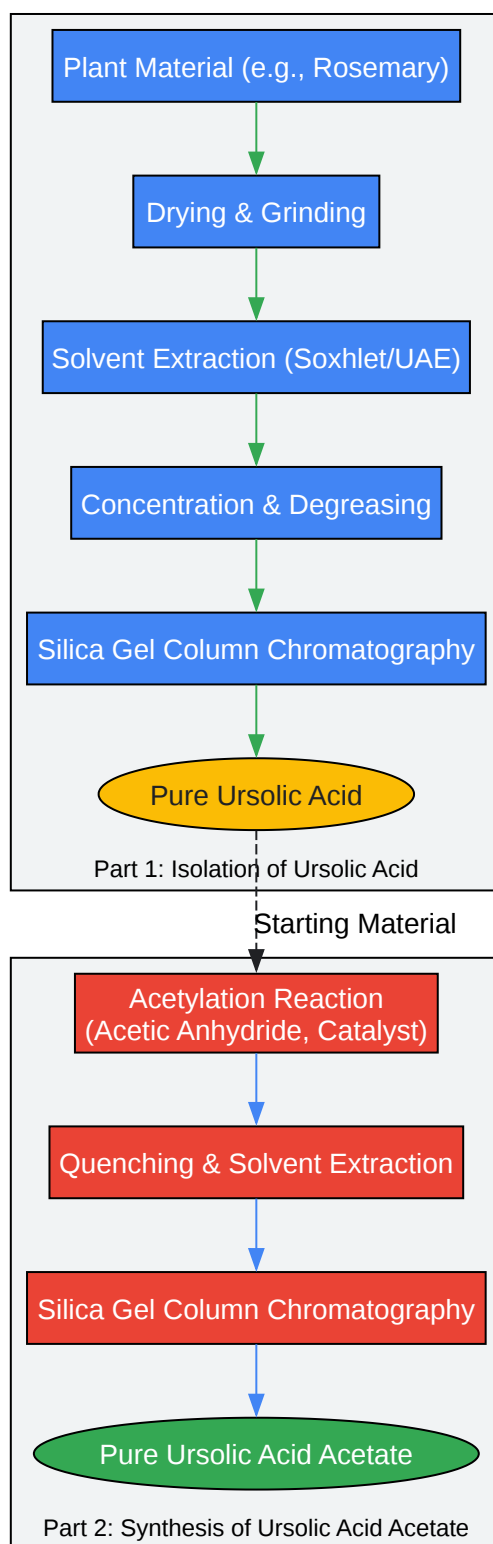 Plant Material (e.g., Rosemary)
Drying & Grinding
Solvent Extraction (Soxhlet/UAE)
Concentration & Degreasing
Silica Gel Column Chromatography
Pure Ursolic Acid
Part 1: Isolation of Ursolic Acid
Starting Material
Acetylation Reaction
(Acetic Anhydride, Catalyst)
Quenching & Solvent Extraction
Silica Gel Column Chromatography
Pure Ursolic Acid Acetate
Part 2: Synthesis of Ursolic Acid Acetate